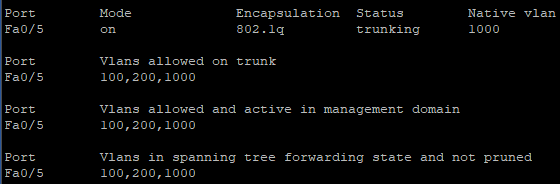 Port Mode Encapsulation Status Native vlan
Fa0/5 on 802.1q trunking 1000
Port Vlans allowed on trunk
Fa0/5 100,200,1000
Port Vlans allowed and active in management domain
Fa0/5 100,200,1000
Port Vlans in spanning tree forwarding state and not pruned
Fa0/5 100,200,1000